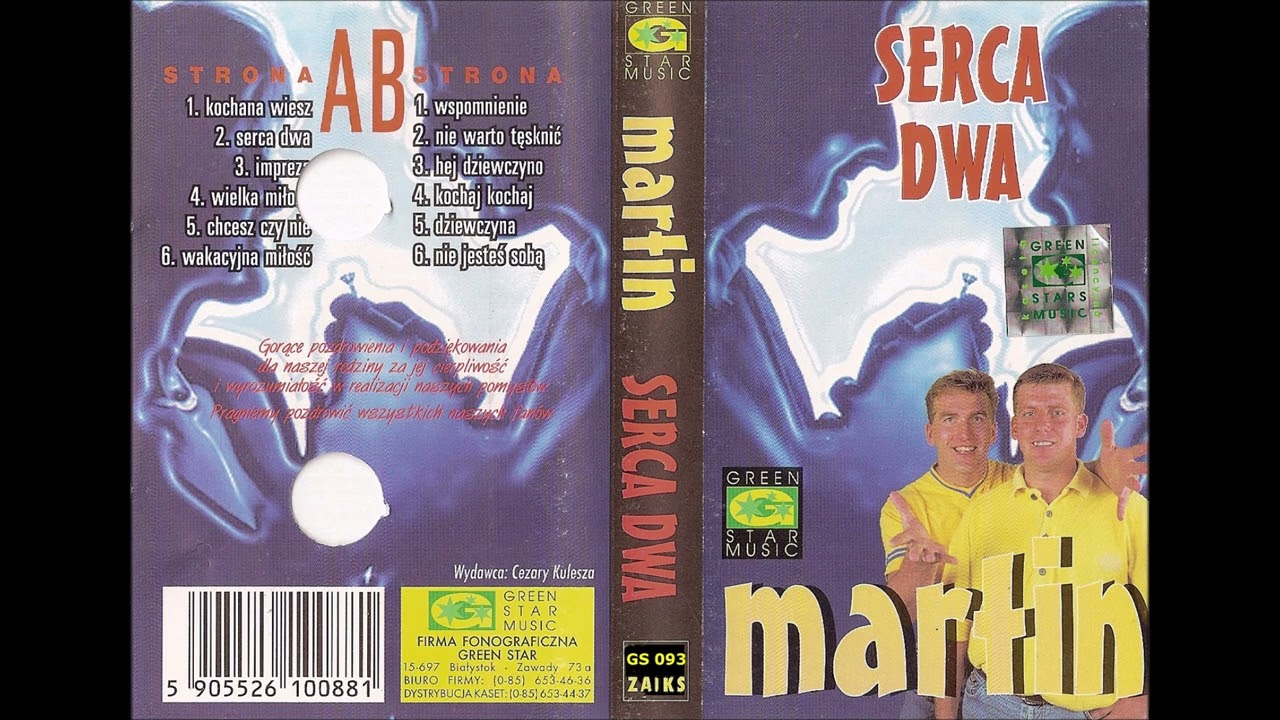 STRONA AB STRONA
1. kochana wiesz
2. serca dwa
3. impreza
4. wielka miło
5. chcesz czy nie
6. wakacyjna miłość
1. wspomnienie
2. nie warto tęsknić
3. hej dziewczyno
4. kochaj kochaj
5. dziewczyna
6. nie jesteś sobą
Gorące pozdrowienia i podziekowania
dla naszej rodziny za jej cierpliwość
i wyrozumiałość w realizacji naszych pomysłów
Pragniemy pozdrowić wszystkich naszych fanów
Wydawca: Cezary Kulesza
5 905526 100881
GREEN
STAR
MUSIC
FIRMA FONOGRAFICZNA
GREEN STAR
15-697 Białystok - Zawady 73a
BIURO FIRMY: (0-85) 653-46-36
DYSTRYBUCJA KASET: (0-85) 653-44-37
GREEN
STAR
MUSIC
martin SERCA DWA
GS 093
ZAIKS
SERCA
DWA
GREEN
STARS
MUSIC
GREEN
STAR
MUSIC
martin